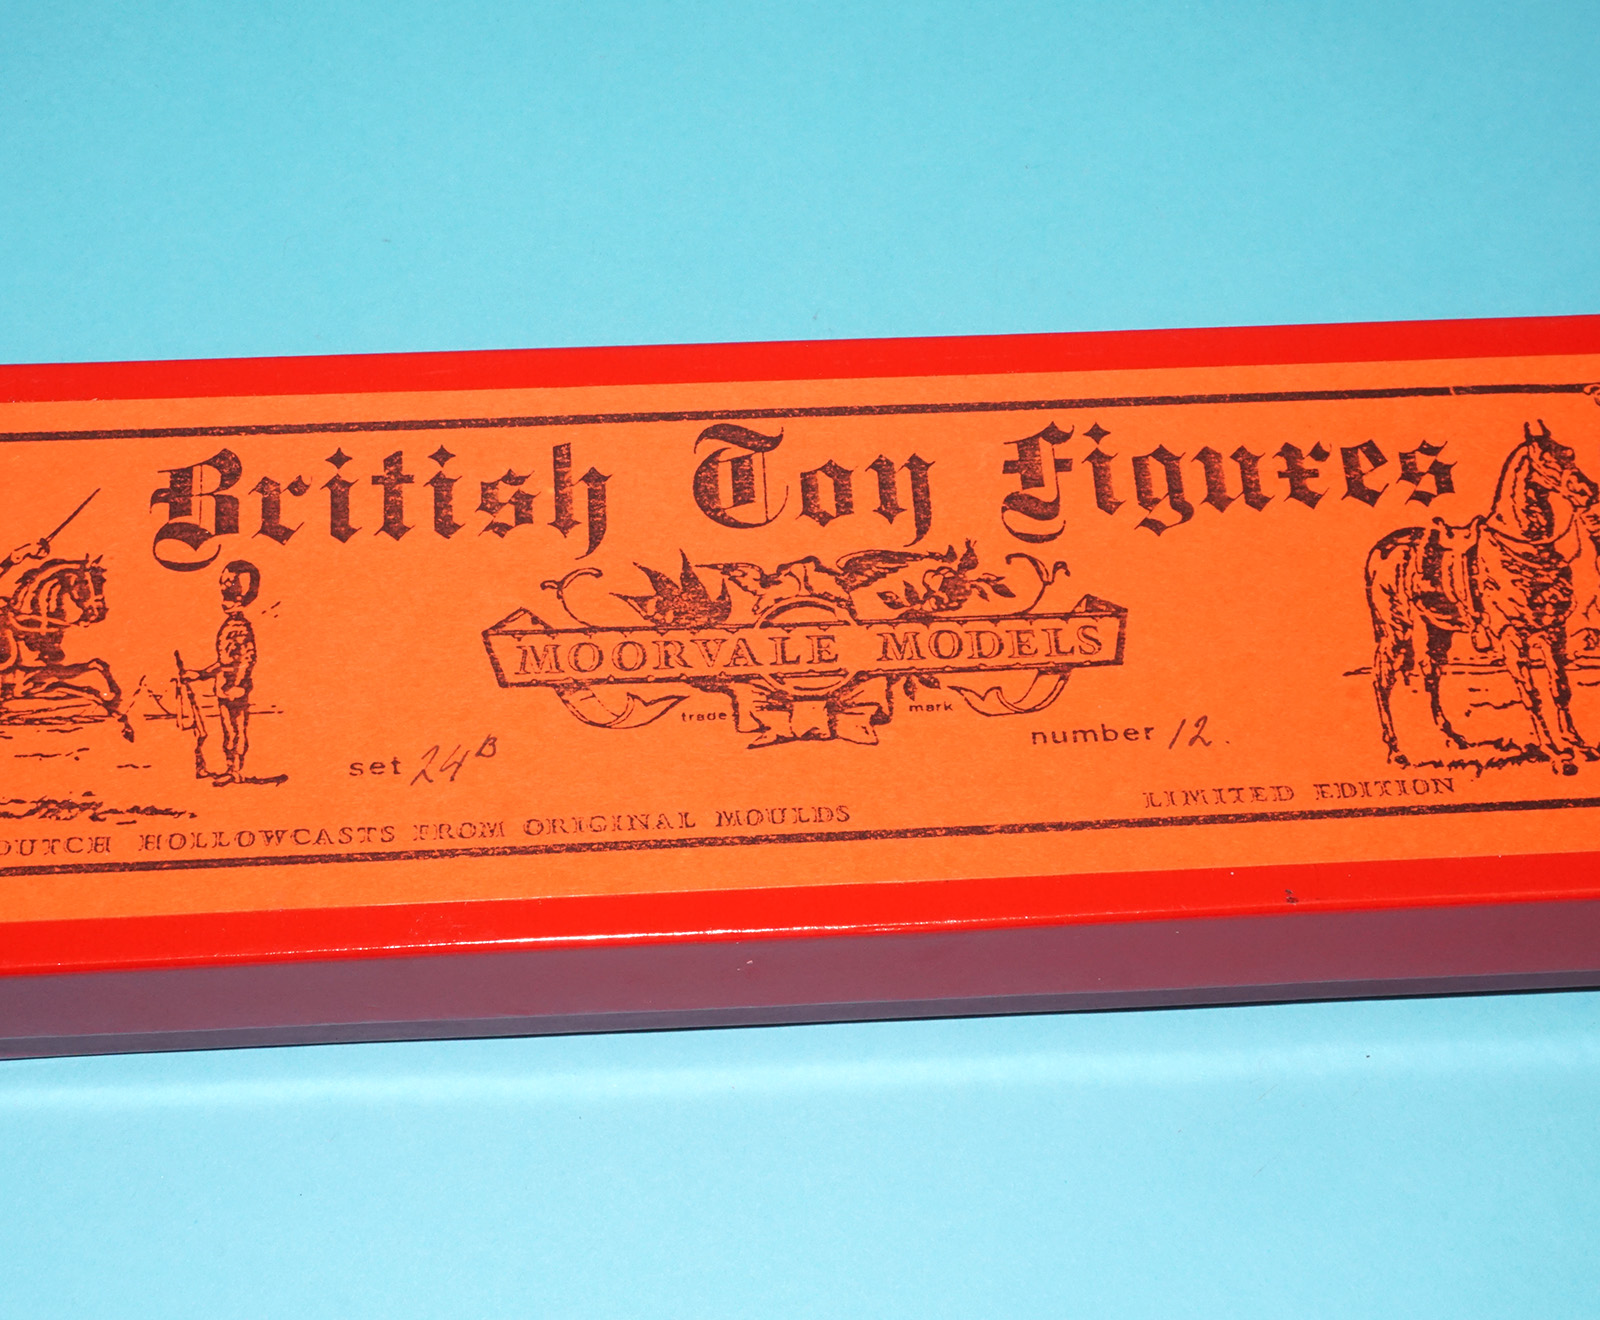 British Toy Figures
MOORVALE MODELS
trade mark
set 24B
number 12.
DUTCH HOLLOWCASTS FROM ORIGINAL MOULDS
LIMITED EDITION